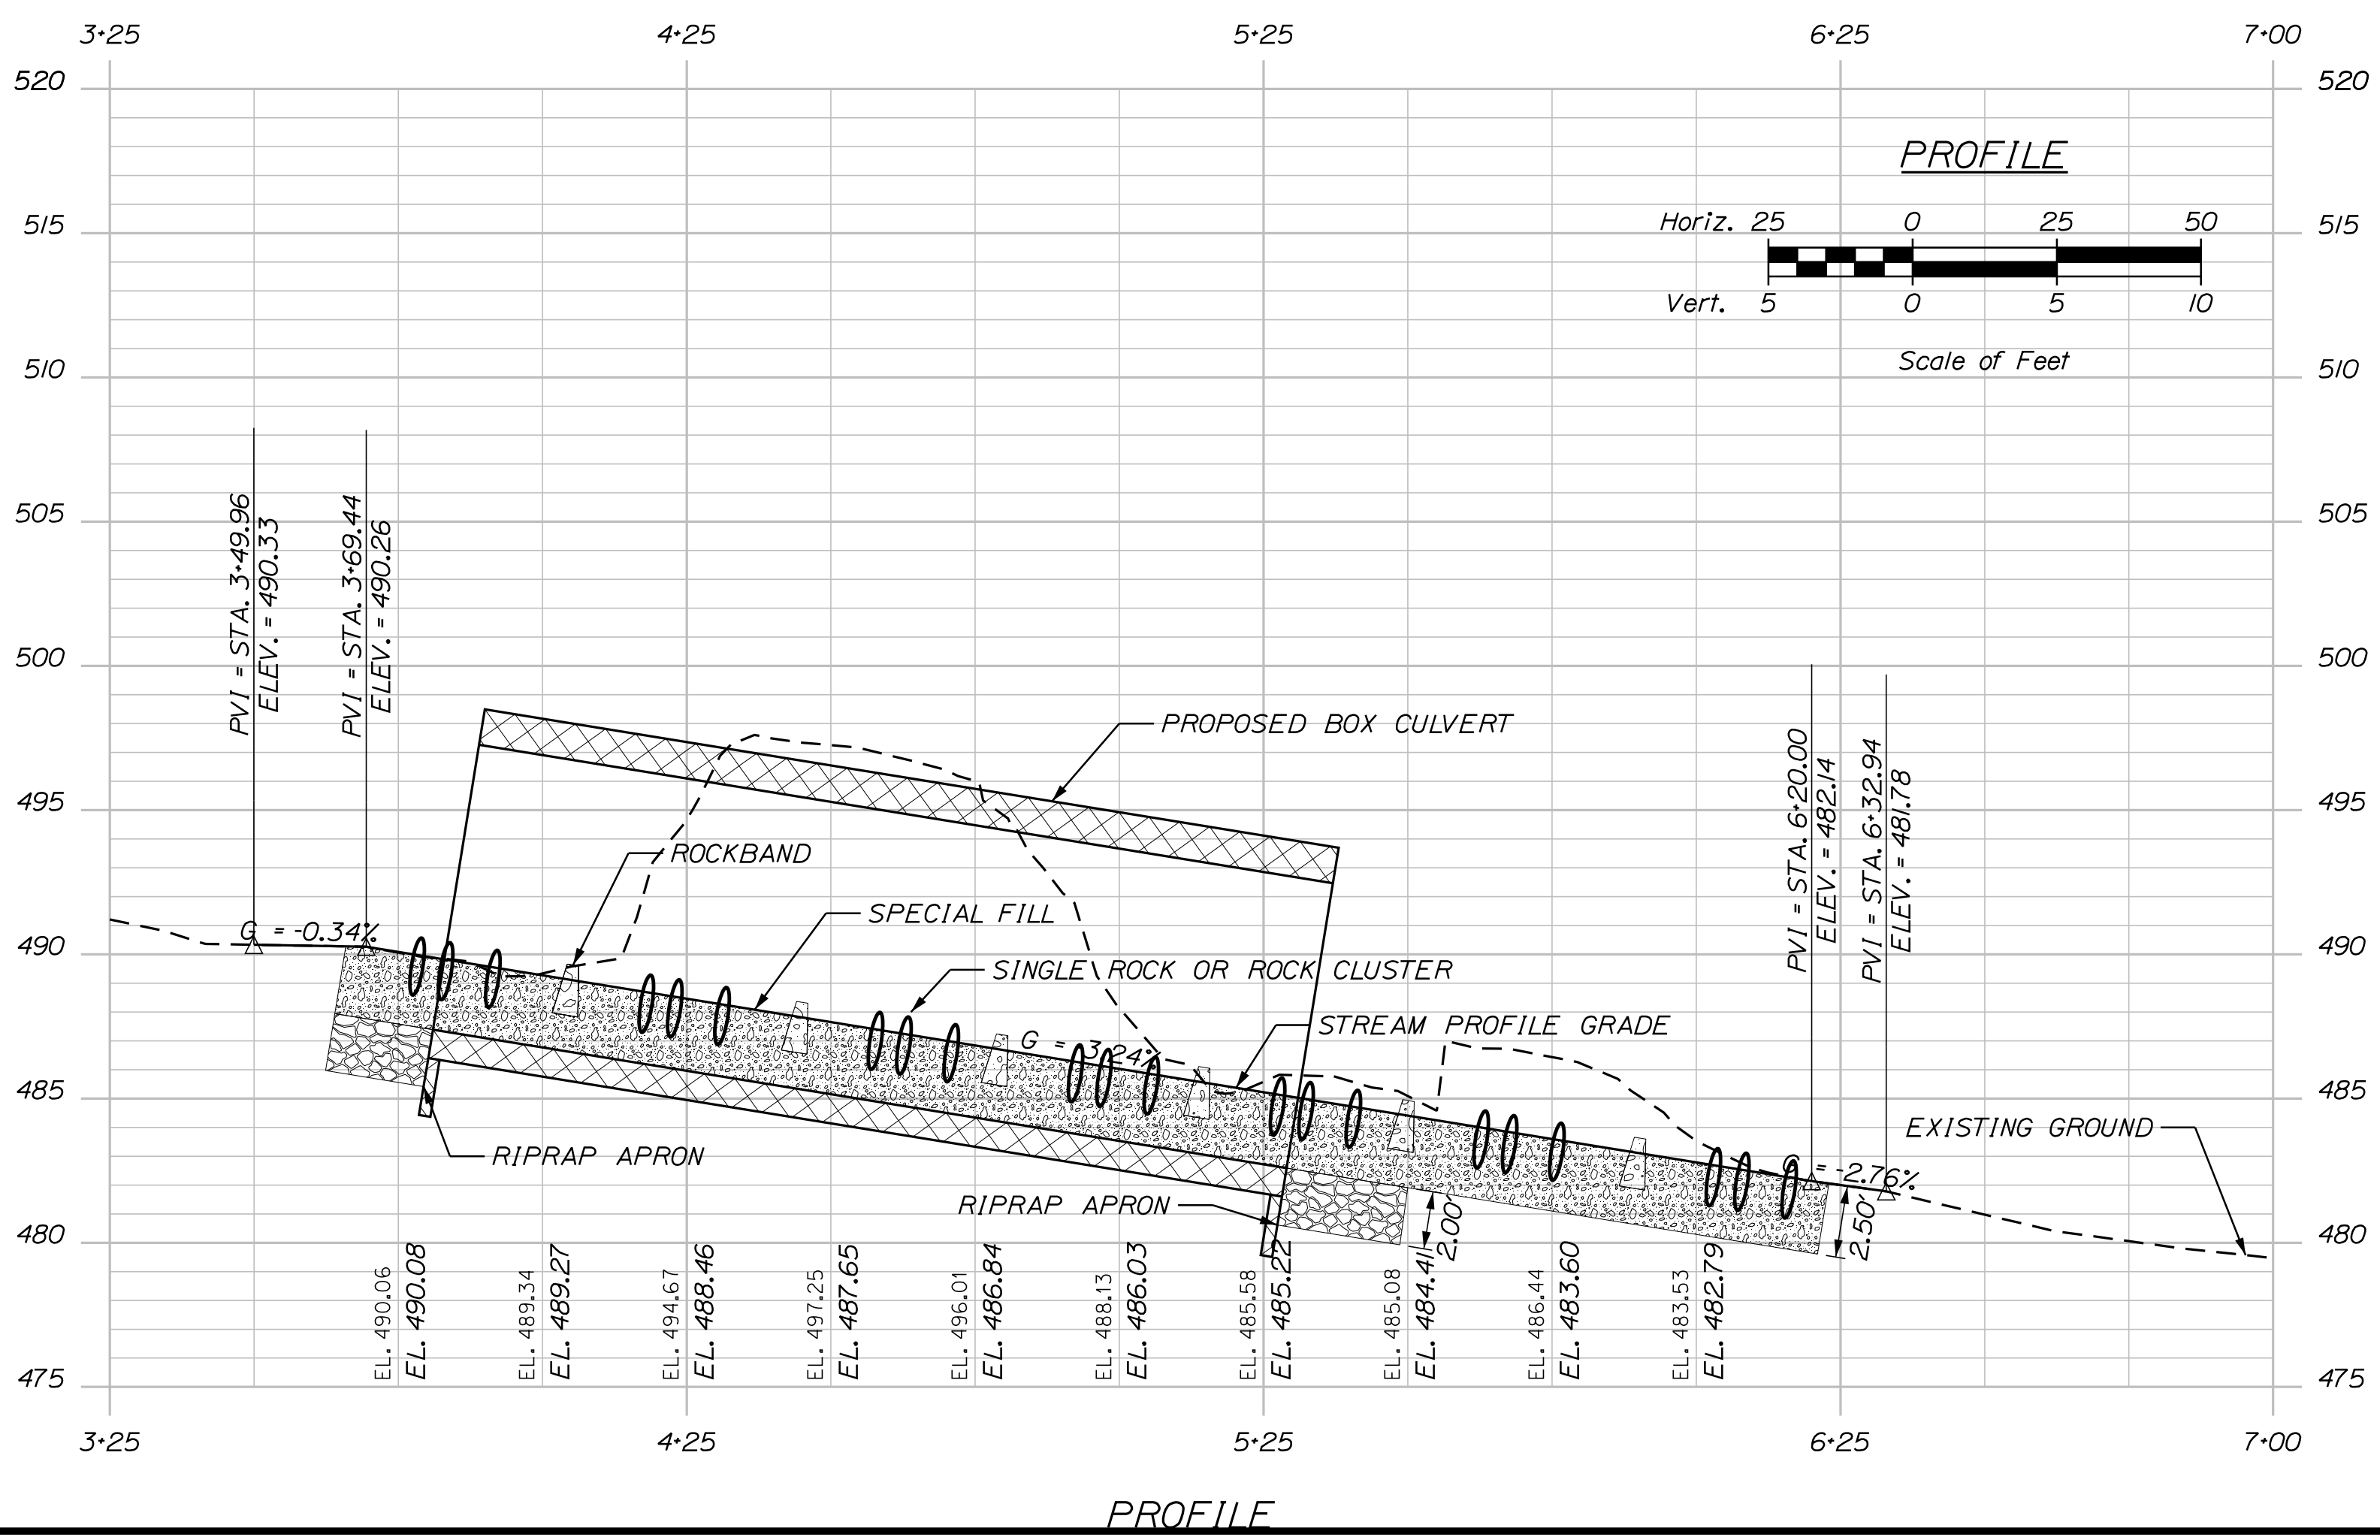 3+25 4+25 5+25 6+25 7+00
520 520
PROFILE
515 515
Horiz. 25 0 25 50
Vert. 5 0 5 10
Scale of Feet
510 510
505 505
500 500
495 495
490 490
485 485
480 480
475 475
PVI = STA. 3+49.96
ELEV. = 490.33
PVI = STA. 3+69.44
ELEV. = 490.26
PVI = STA. 6+20.00
ELEV. = 482.14
PVI = STA. 6+32.94
ELEV. = 481.78
PROPOSED BOX CULVERT
ROCKBAND
SPECIAL FILL
G = -0.34%
SINGLE ROCK OR ROCK CLUSTER
STREAM PROFILE GRADE
G = -3.24%
EXISTING GROUND
RIPRAP APRON
G = -2.76%
RIPRAP APRON
2.00'
2.50'
EL. 490.06
EL. 490.08
EL. 489.34
EL. 489.27
EL. 494.67
EL. 488.46
EL. 497.25
EL. 487.65
EL. 496.01
EL. 486.84
EL. 488.13
EL. 486.03
EL. 485.58
EL. 485.22
EL. 485.08
EL. 484.41
EL. 486.44
EL. 483.60
EL. 483.53
EL. 482.79
3+25 4+25 5+25 6+25 7+00
PROFILE